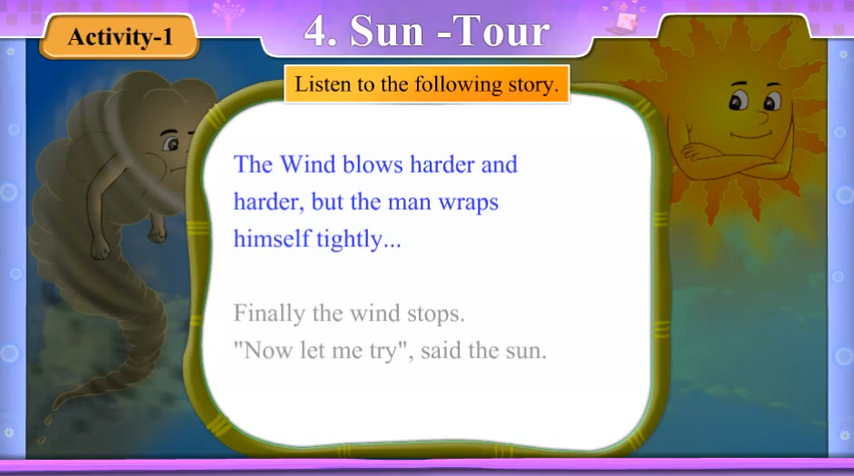 Activity-1
4. Sun -Tour
Listen to the following story.
The Wind blows harder and
harder, but the man wraps
himself tightly...
Finally the wind stops.
"Now let me try", said the sun.